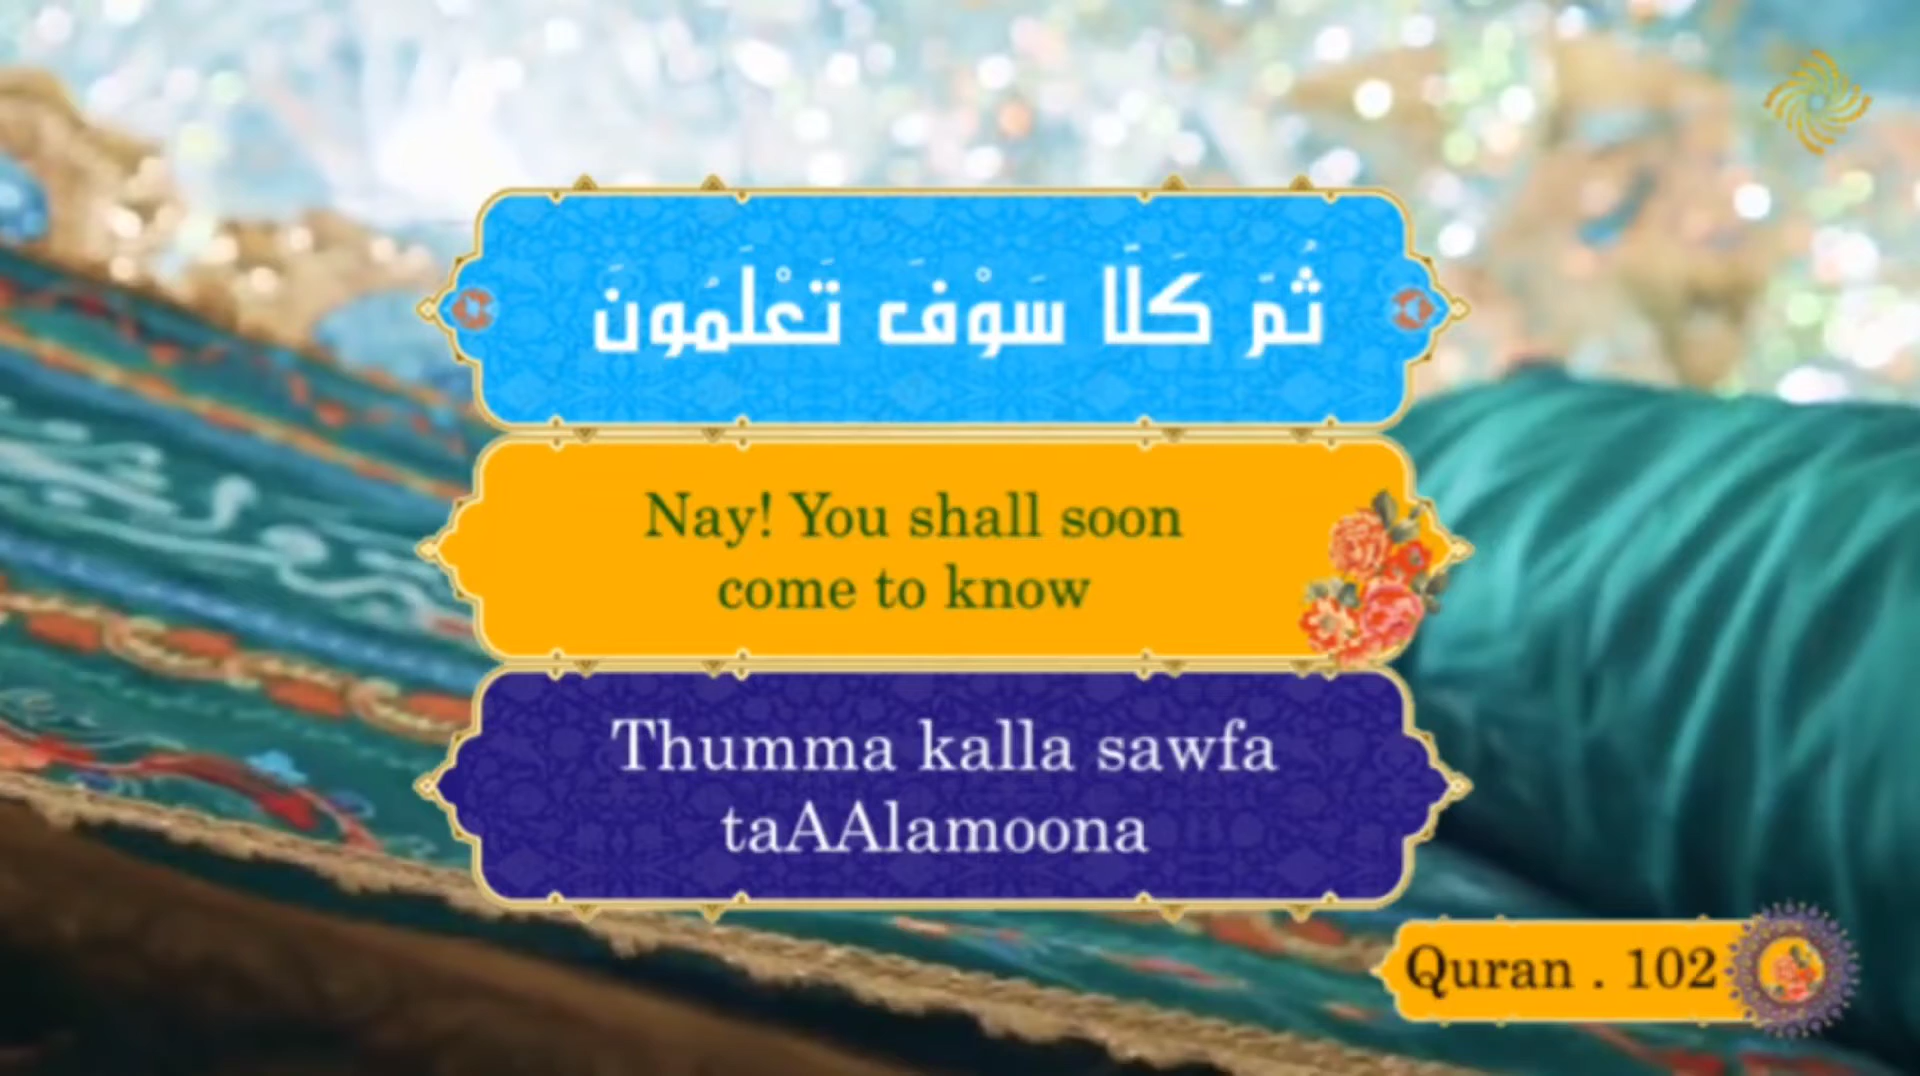 ثُمَّ كَلَّا سَوْفَ تَعْلَمُونَ
Nay! You shall soon
come to know
Thumma kalla sawfa
taAAlamoona
Quran . 102